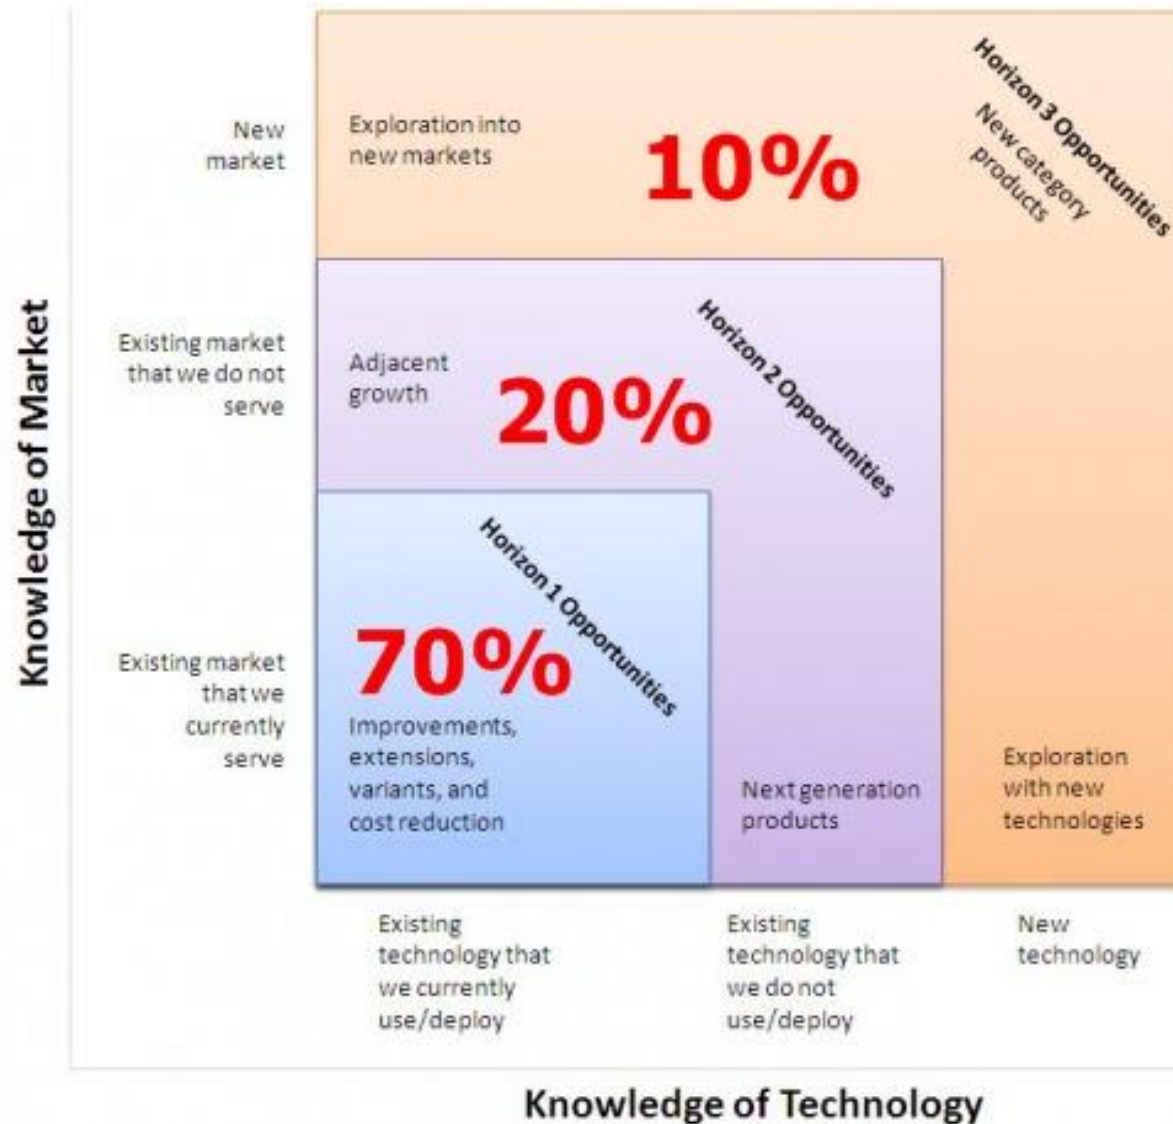 Knowledge of Market
New
market
Exploration into
new markets
10%
Horizon 3 Opportunities
New category
products
Existing market
that we do not
serve
Adjacent
growth
20%
Horizon 2 Opportunities
Existing market
that we
currently
serve
Horizon 1 Opportunities
70%
Improvements,
extensions,
variants, and
cost reduction
Next generation
products
Exploration
with new
technologies
Existing
technology that
we currently
use/deploy
Existing
technology that
we do not
use/deploy
New
technology
Knowledge of Technology